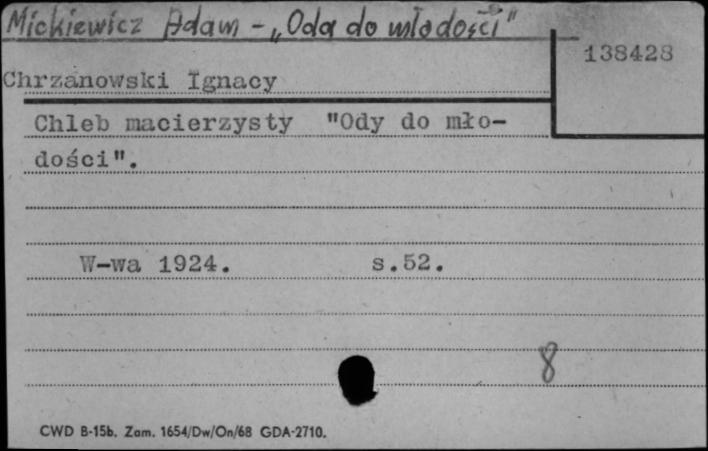 Mickiewicz Adam - „Oda do młodości"
138428
Chrzanowski Ignacy
Chleb macierzysty "Ody do mło-
dości".
W-wa 1924. s.52.
8
CWD B-15b. Zam. 1654/Dw/On/68 GDA-2710.